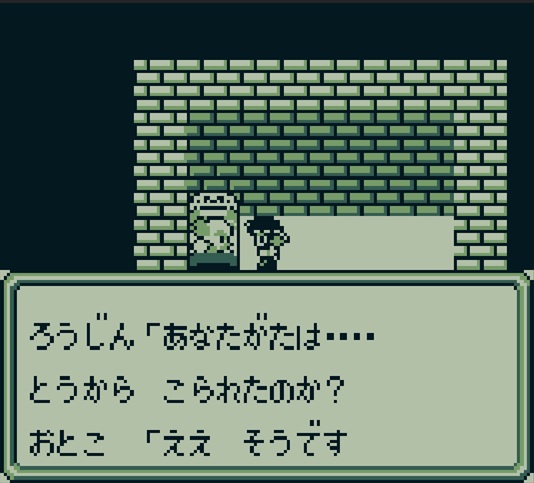 ろうじん「あなたがたは‥‥
とうから こられたのか？
おとこ 「ええ そうです